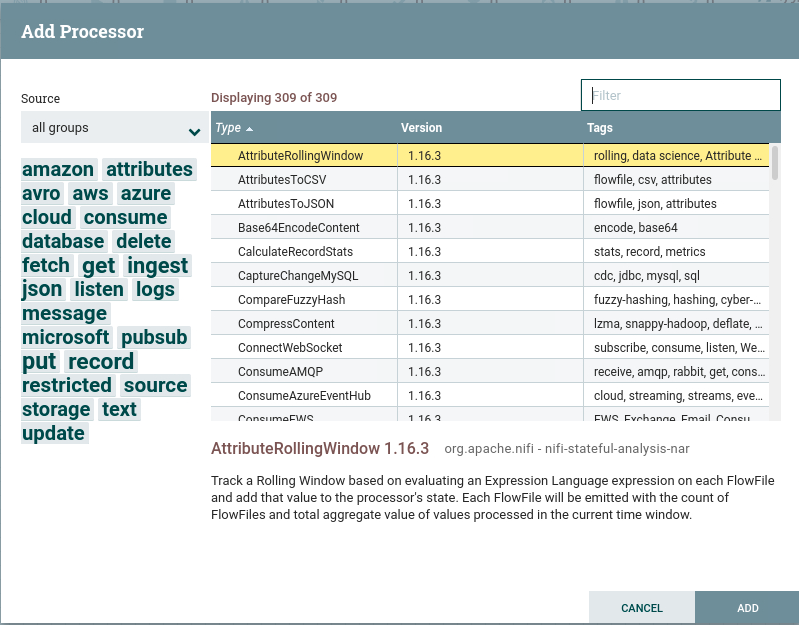 Add Processor
Source
Displaying 309 of 309
Filter
all groups
Type Version Tags
amazon attributes
avro aws azure
cloud consume
database delete
fetch get ingest
json listen logs
message
microsoft pubsub
put record
restricted source
storage text
update
AttributeRollingWindow 1.16.3 rolling, data science, Attribute ...
AttributesToCSV 1.16.3 flowfile, csv, attributes
AttributesToJSON 1.16.3 flowfile, json, attributes
Base64EncodeContent 1.16.3 encode, base64
CalculateRecordStats 1.16.3 stats, record, metrics
CaptureChangeMySQL 1.16.3 cdc, jdbc, mysql, sql
CompareFuzzyHash 1.16.3 fuzzy-hashing, hashing, cyber-...
CompressContent 1.16.3 lzma, snappy-hadoop, deflate, ...
ConnectWebSocket 1.16.3 subscribe, consume, listen, We...
ConsumeAMQP 1.16.3 receive, amqp, rabbit, get, cons...
ConsumeAzureEventHub 1.16.3 cloud, streaming, streams, eve...
ConsumeEWS 1.16.3 EWS, Exchange, Email, Consu...
AttributeRollingWindow 1.16.3 org.apache.nifi - nifi-stateful-analysis-nar
Track a Rolling Window based on evaluating an Expression Language expression on each FlowFile
and add that value to the processor's state. Each FlowFile will be emitted with the count of
FlowFiles and total aggregate value of values processed in the current time window.
CANCEL ADD